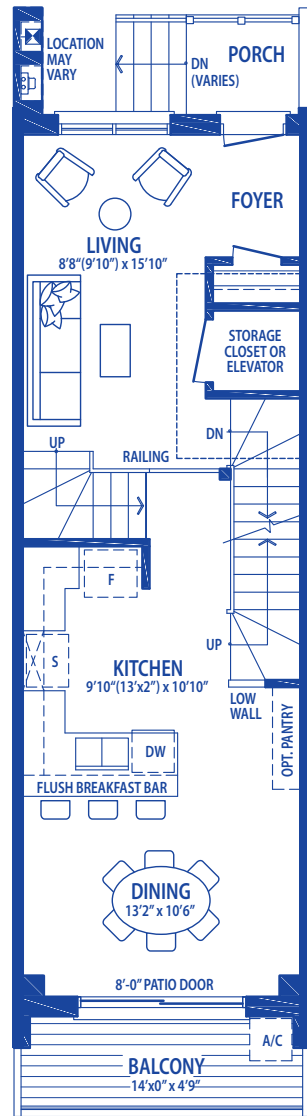 LOCATION
MAY
VARY
DN
(VARIES)
PORCH
FOYER
LIVING
8'8"(9'10") x 15'10"
STORAGE
CLOSET OR
ELEVATOR
UP
RAILING
DN
F
S
KITCHEN
9'10"(13'x2") x 10'10"
UP
LOW
WALL
OPT. PANTRY
DW
FLUSH BREAKFAST BAR
DINING
13'2" x 10'6"
8'-0" PATIO DOOR
A/C
BALCONY
14'x0" x 4'9"